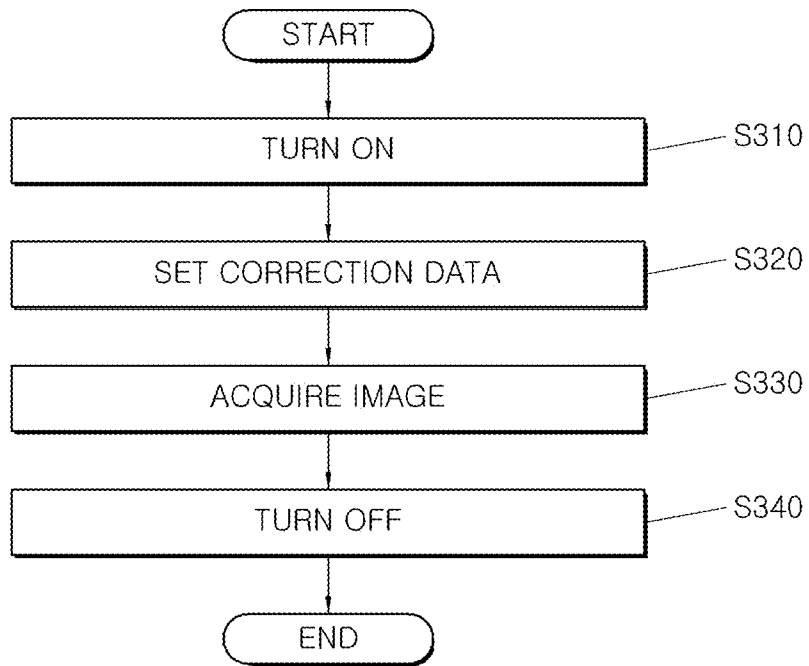 START
TURN ON
S310
SET CORRECTION DATA
S320
ACQUIRE IMAGE
S330
TURN OFF
S340
END